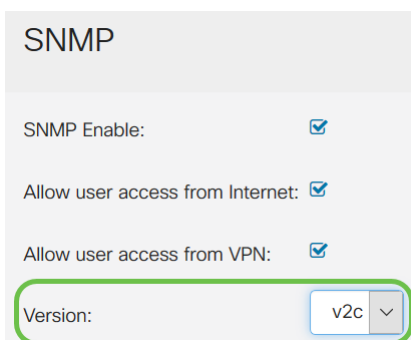 SNMP
SNMP Enable:
Allow user access from Internet:
Allow user access from VPN:
Version: v2c